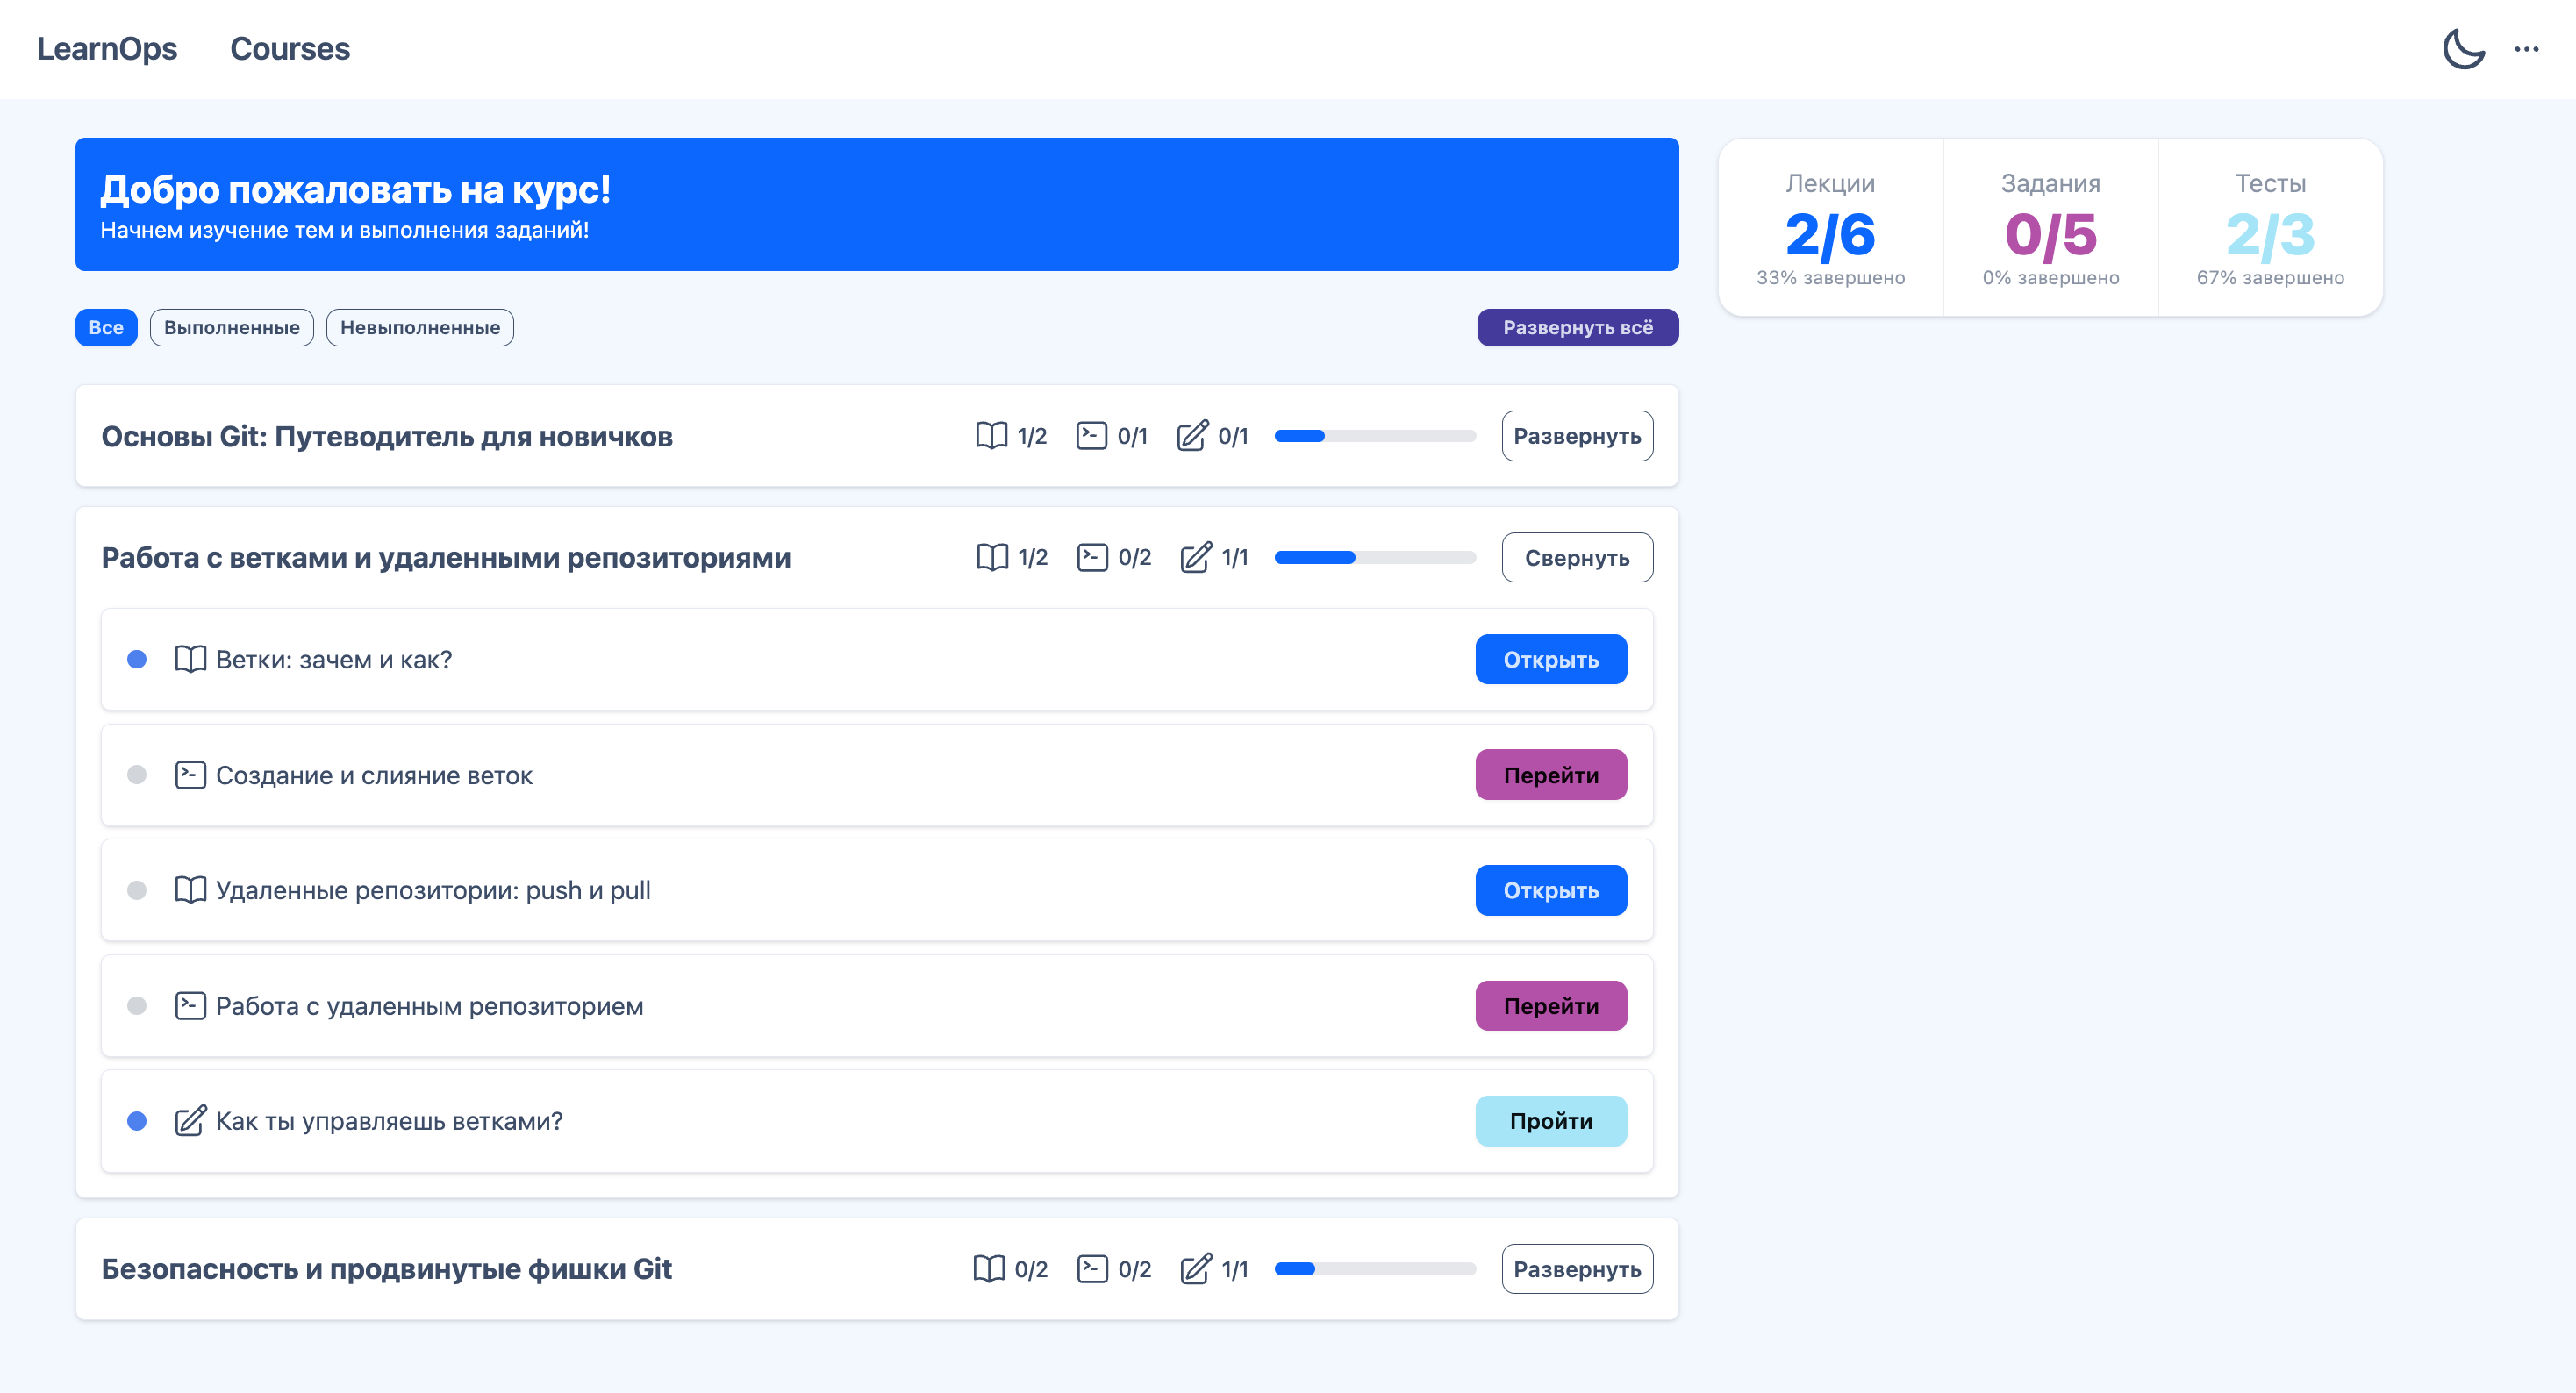 LearnOps Courses ...
Добро пожаловать на курс!
Начнем изучение тем и выполнения заданий!
Лекции
2/6
33% завершено
Задания
0/5
0% завершено
Тесты
2/3
67% завершено
Все Выполненные Невыполненные Развернуть всё
Основы Git: Путеводитель для новичков 1/2 0/1 0/1 Развернуть
Работа с ветками и удаленными репозиториями 1/2 0/2 1/1 Свернуть
Ветки: зачем и как? Открыть
Создание и слияние веток Перейти
Удаленные репозитории: push и pull Открыть
Работа с удаленным репозиторием Перейти
Как ты управляешь ветками? Пройти
Безопасность и продвинутые фишки Git 0/2 0/2 1/1 Развернуть